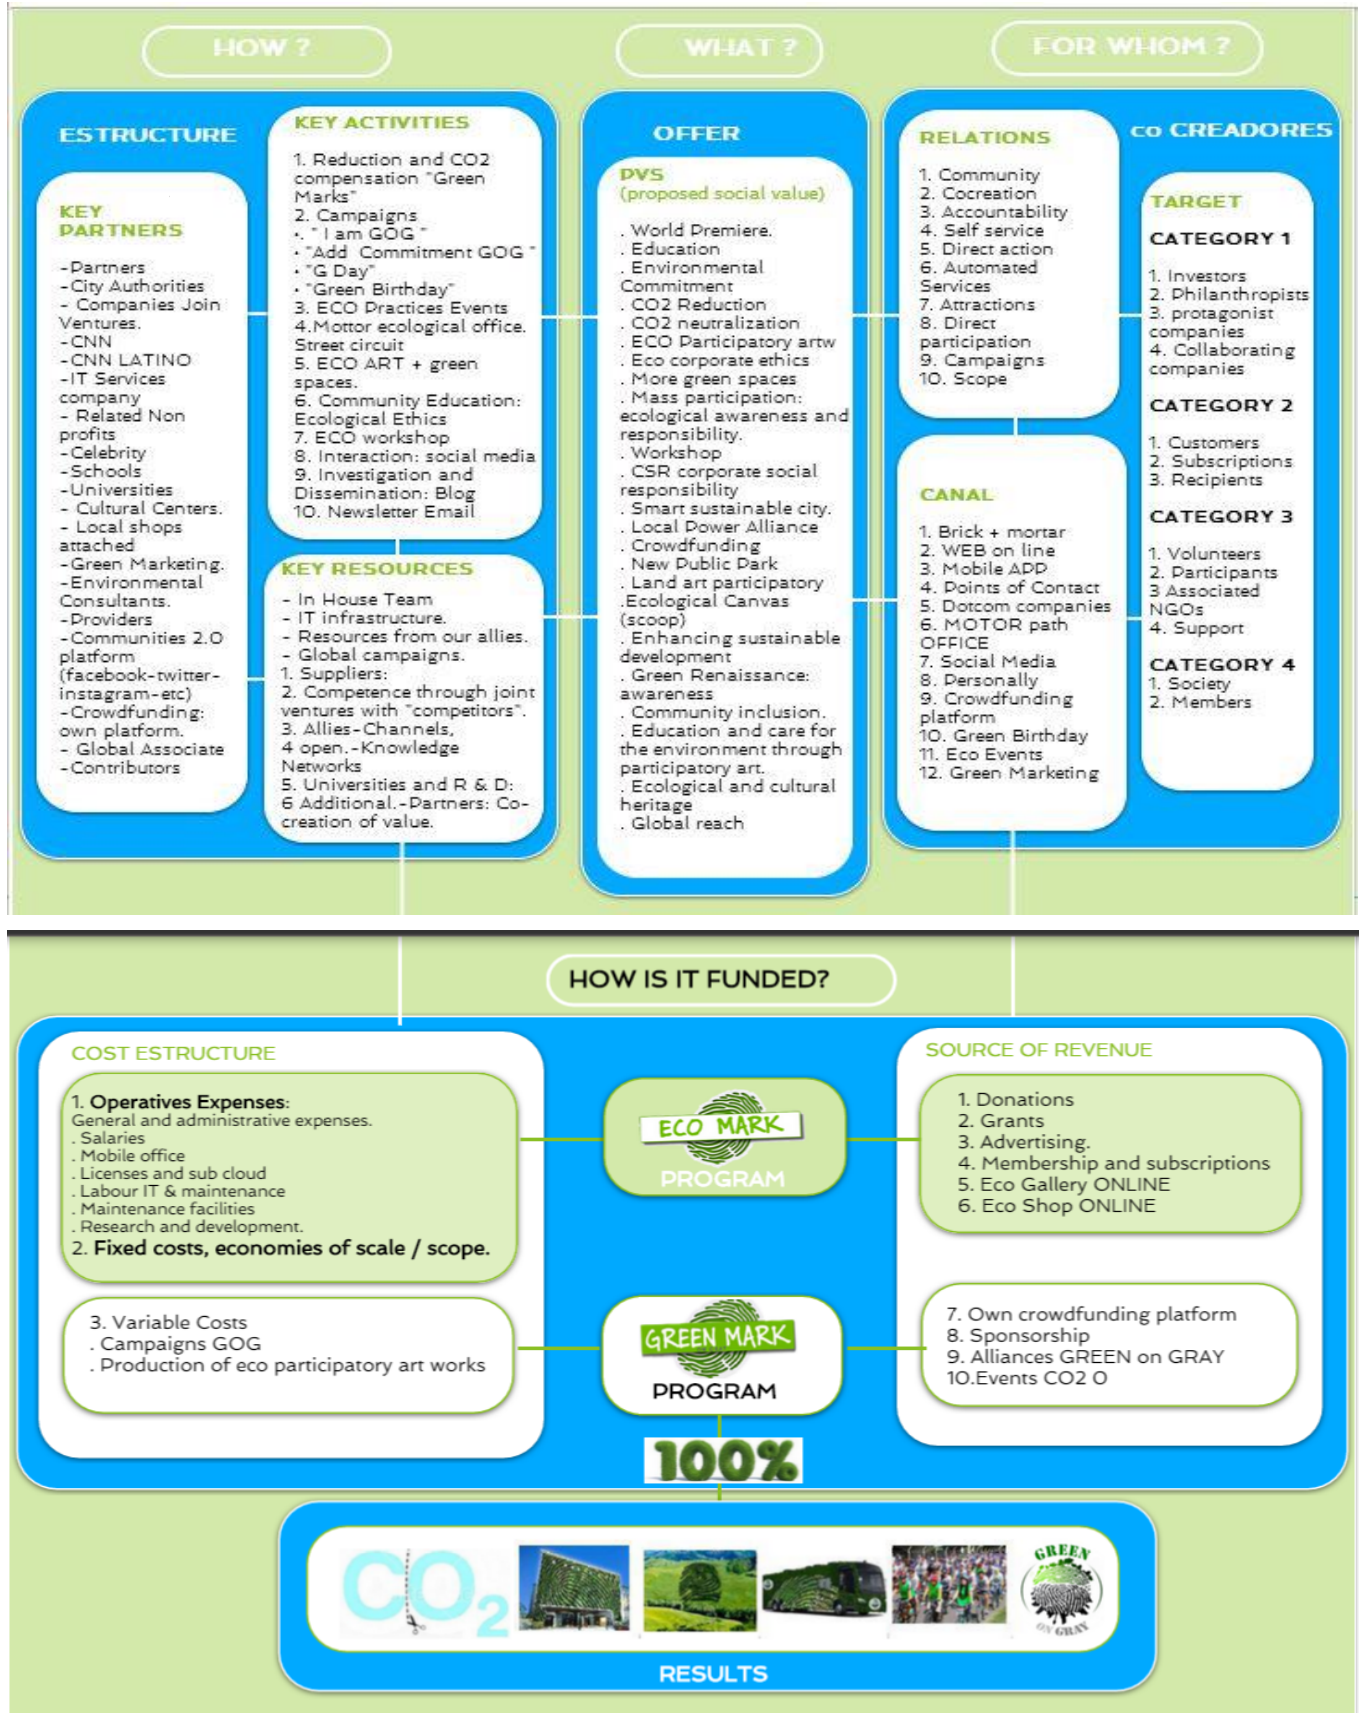 HOW ?
WHAT ?
FOR WHOM ?
ESTRUCTURE
KEY
PARTNERS
-Partners
-City Authorities
- Companies Join
Ventures.
-CNN
-CNN LATINO
-IT Services
company
- Related Non
profits
-Celebrity
-Schools
-Universities
- Cultural Centers.
- Local shops
attached
-Green Marketing.
-Environmental
Consultants.
-Providers
-Communities 2.0
platform
(facebook-twitter-
instagram-etc)
-Crowdfunding:
own platform.
- Global Associate
-Contributors
KEY ACTIVITIES
1. Reduction and CO2
compensation "Green
Marks"
2. Campaigns
•. " I am GOG "
• "Add Commitment GOG "
• "G Day"
• "Green Birthday"
3. ECO Practices Events
4.Mottor ecological office.
Street circuit
5. ECO ART + green
spaces.
6. Community Education:
Ecological Ethics
7. ECO workshop
8. Interaction: social media
9. Investigation and
Dissemination: Blog
10. Newsletter Email
KEY RESOURCES
- In House Team
- IT infrastructure.
- Resources from our allies.
- Global campaigns.
1. Suppliers:
2. Competence through joint
ventures with "competitors".
3. Allies-Channels,
4 open.-Knowledge
Networks
5. Universities and R & D:
6 Additional.-Partners: Co-
creation of value.
OFFER
PVS
(proposed social value)
. World Premiere.
. Education
. Environmental
Commitment
. CO2 Reduction
. CO2 neutralization
. ECO Participatory artw
. Eco corporate ethics
. More green spaces
. Mass participation:
ecological awareness and
responsibility.
. Workshop
. CSR corporate social
responsibility
. Smart sustainable city.
. Local Power Alliance
. Crowdfunding
. New Public Park
. Land art participatory
.Ecological Canvas
(scoop)
. Enhancing sustainable
development
. Green Renaissance:
awareness
. Community inclusion.
. Education and care for
the environment through
participatory art.
. Ecological and cultural
heritage
. Global reach
RELATIONS
1. Community
2. Cocreation
3. Accountability
4. Self service
5. Direct action
6. Automated
Services
7. Attractions
8. Direct
participation
9. Campaigns
10. Scope
CANAL
1. Brick + mortar
2. WEB on line
3. Mobile APP
4. Points of Contact
5. Dotcom companies
6. MOTOR path
OFFICE
7. Social Media
8. Personally
9. Crowdfunding
platform
10. Green Birthday
11. Eco Events
12. Green Marketing
co CREADORES
TARGET
CATEGORY 1
1. Investors
2. Philanthropists
3. protagonist
companies
4. Collaborating
companies
CATEGORY 2
1. Customers
2. Subscriptions
3. Recipients
CATEGORY 3
1. Volunteers
2. Participants
3 Associated
NGOs
4. Support
CATEGORY 4
1. Society
2. Members
HOW IS IT FUNDED?
COST ESTRUCTURE
1. Operatives Expenses:
General and administrative expenses.
. Salaries
. Mobile office
. Licenses and sub cloud
. Labour IT & maintenance
. Maintenance facilities
. Research and development.
2. Fixed costs, economies of scale / scope.
3. Variable Costs
. Campaigns GOG
. Production of eco participatory art works
ECO MARK
PROGRAM
GREEN MARK
PROGRAM
100%
SOURCE OF REVENUE
1. Donations
2. Grants
3. Advertising.
4. Membership and subscriptions
5. Eco Gallery ONLINE
6. Eco Shop ONLINE
7. Own crowdfunding platform
8. Sponsorship
9. Alliances GREEN on GRAY
10.Events CO2 O
CO2
GREEN
ON GRAY
RESULTS